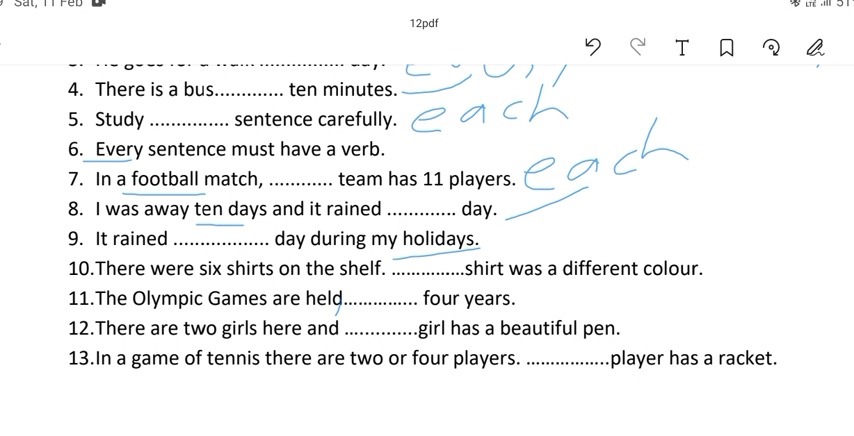 Sat, 11 Feb
LTE
12pdf
T
4. There is a bus............. ten minutes.
5. Study .............. sentence carefully. each
6. Every sentence must have a verb.
7. In a football match, ............ team has 11 players. each
8. I was away ten days and it rained ............. day.
9. It rained .................. day during my holidays.
10.There were six shirts on the shelf. ..............shirt was a different colour.
11.The Olympic Games are held.............. four years.
12.There are two girls here and ..............girl has a beautiful pen.
13.In a game of tennis there are two or four players. .................player has a racket.